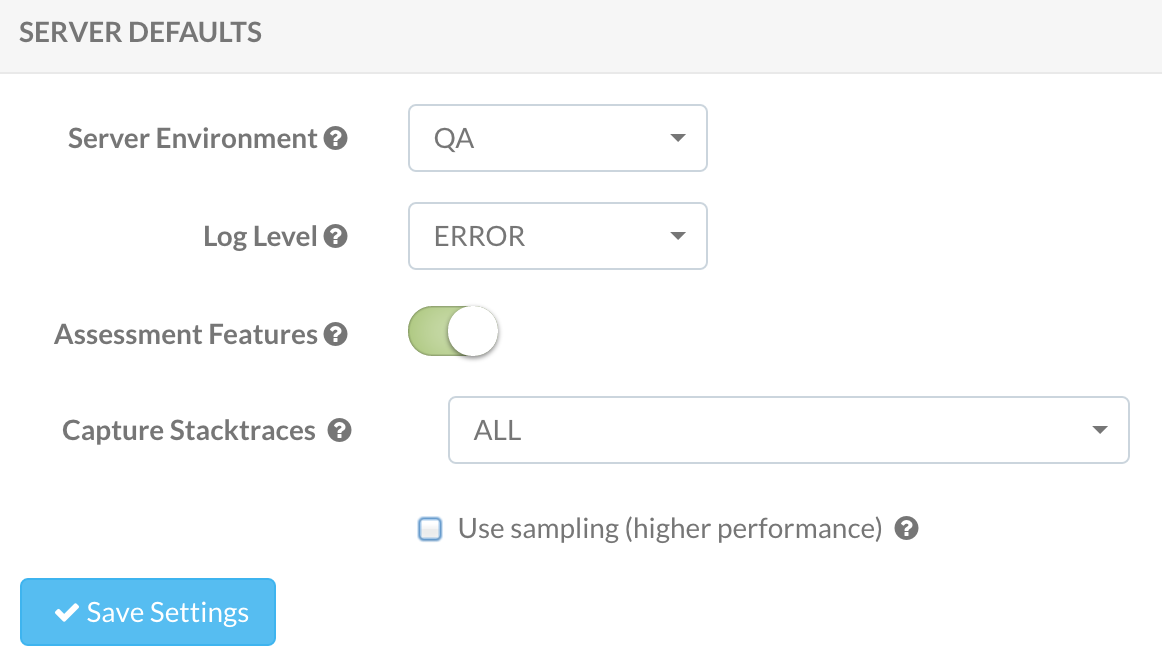 SERVER DEFAULTS
Server Environment ? QA
Log Level ? ERROR
Assessment Features ?
Capture Stacktraces ? ALL
Use sampling (higher performance) ?
Save Settings